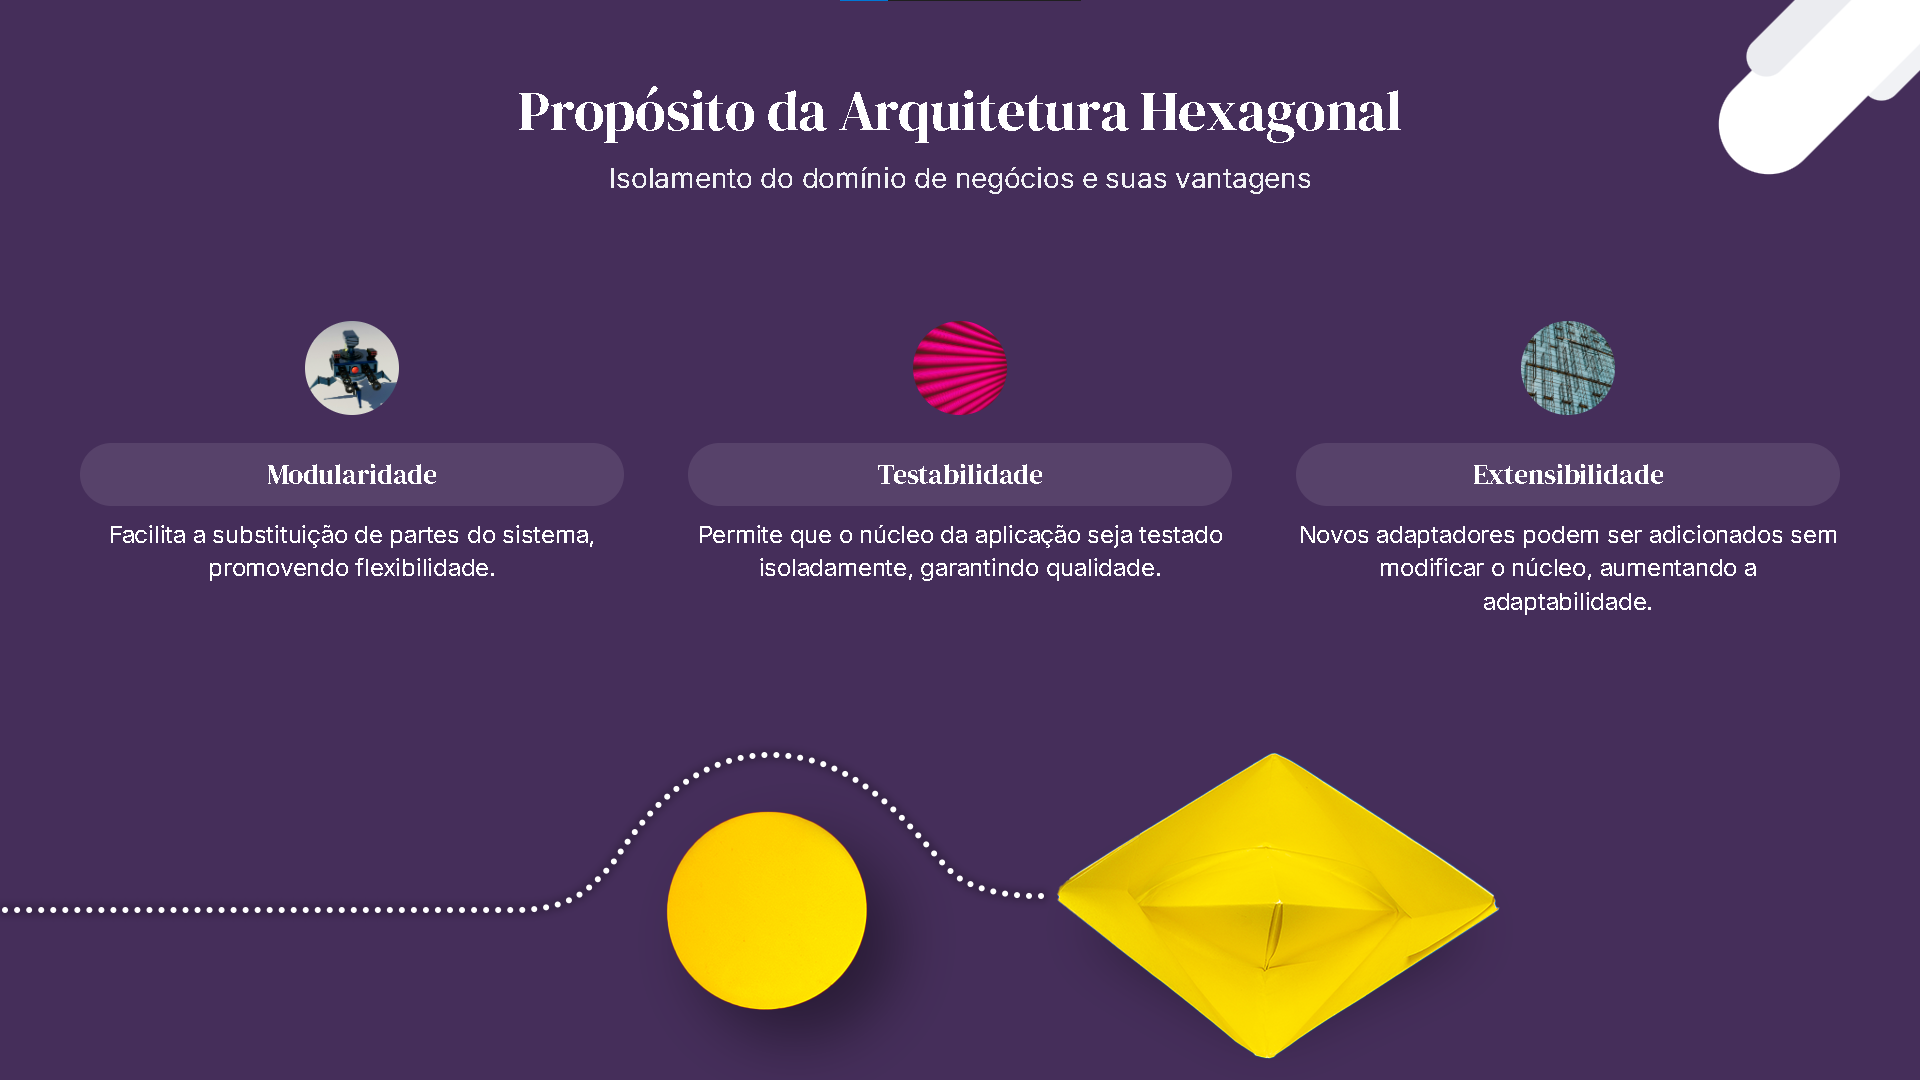 Propósito da Arquitetura Hexagonal
Isolamento do domínio de negócios e suas vantagens
Modularidade
Facilita a substituição de partes do sistema,
promovendo flexibilidade.
Testabilidade
Permite que o núcleo da aplicação seja testado
isoladamente, garantindo qualidade.
Extensibilidade
Novos adaptadores podem ser adicionados sem
modificar o núcleo, aumentando a
adaptabilidade.